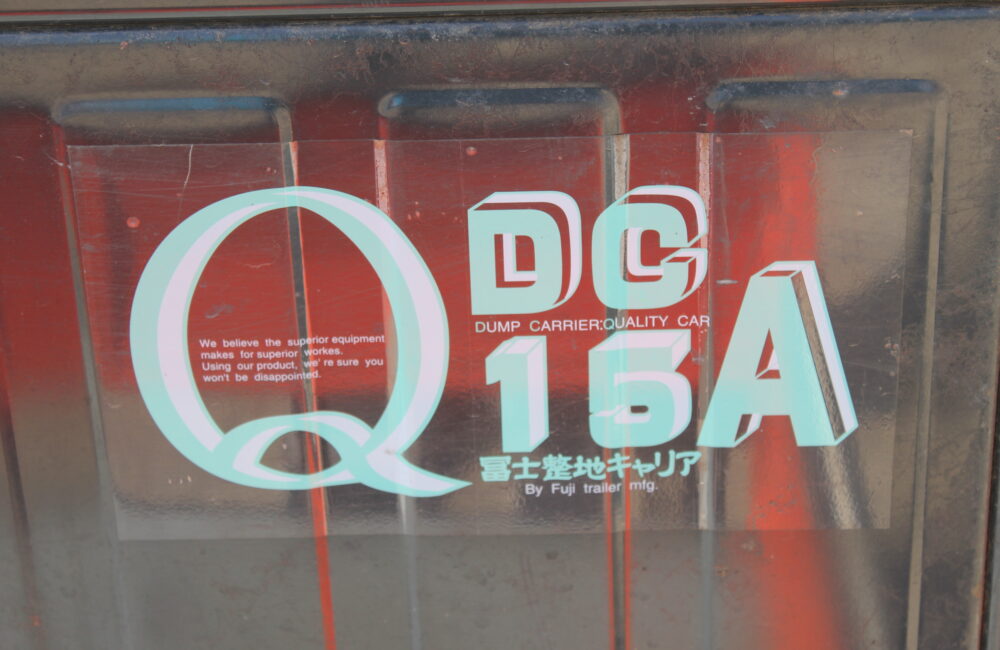 Q
We believe the superior equipment
makes for superior workes.
Using our product, we're sure you
won't be disappointed.
DC
DUMP CARRIER:QUALITY CAR
15A
冨士整地キャリア
By Fuji trailer mfg.